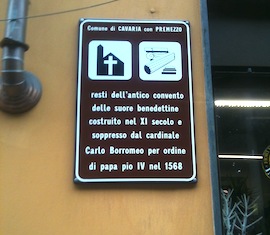 Comune di CAVARIA con PREMEZZO
resti dell'antico convento
delle suore benedettine
costruito nel XI secolo e
soppresso dal cardinale
Carlo Borromeo per ordine
di papa pio IV nel 1568